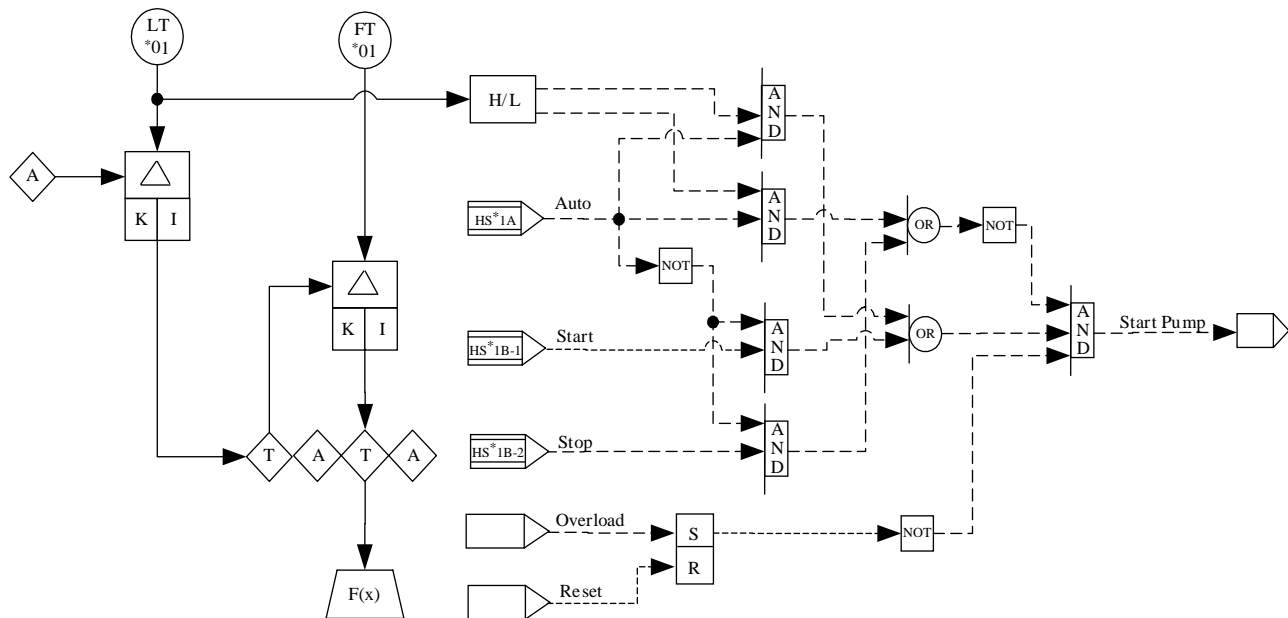 LT
*01
FT
*01
H/L
AND
A
K I
HS*1A
Auto
AND
OR
NOT
NOT
K I
HS*1B-1
Start
AND
OR
AND
Start Pump
T A T A
HS*1B-2
Stop
AND
Overload
S
NOT
R
Reset
F(x)